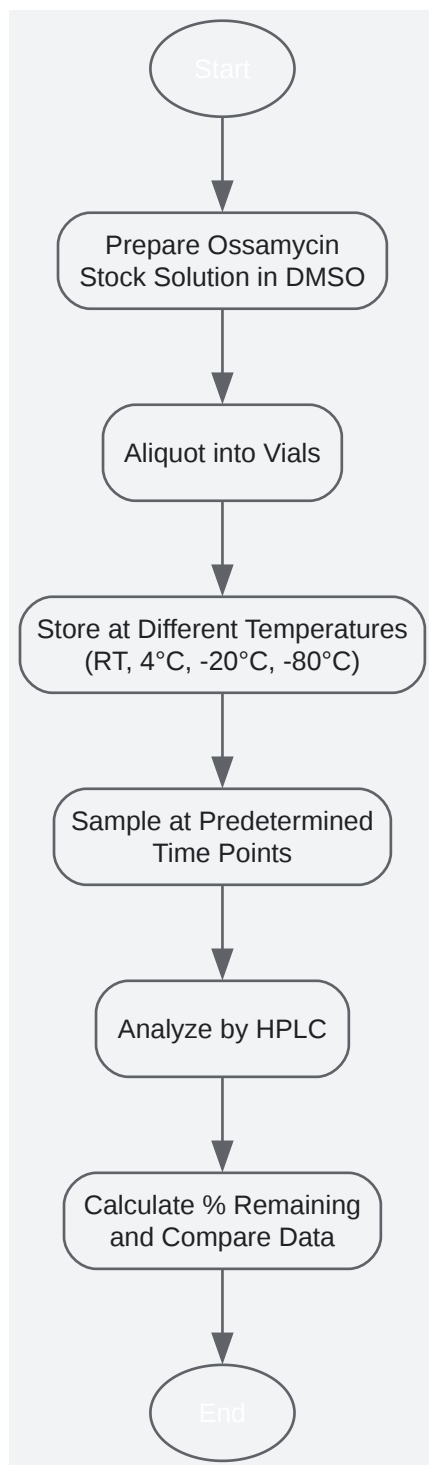 Start
Prepare Ossamycin
Stock Solution in DMSO
Aliquot into Vials
Store at Different Temperatures
(RT, 4°C, -20°C, -80°C)
Sample at Predetermined
Time Points
Analyze by HPLC
Calculate % Remaining
and Compare Data
End